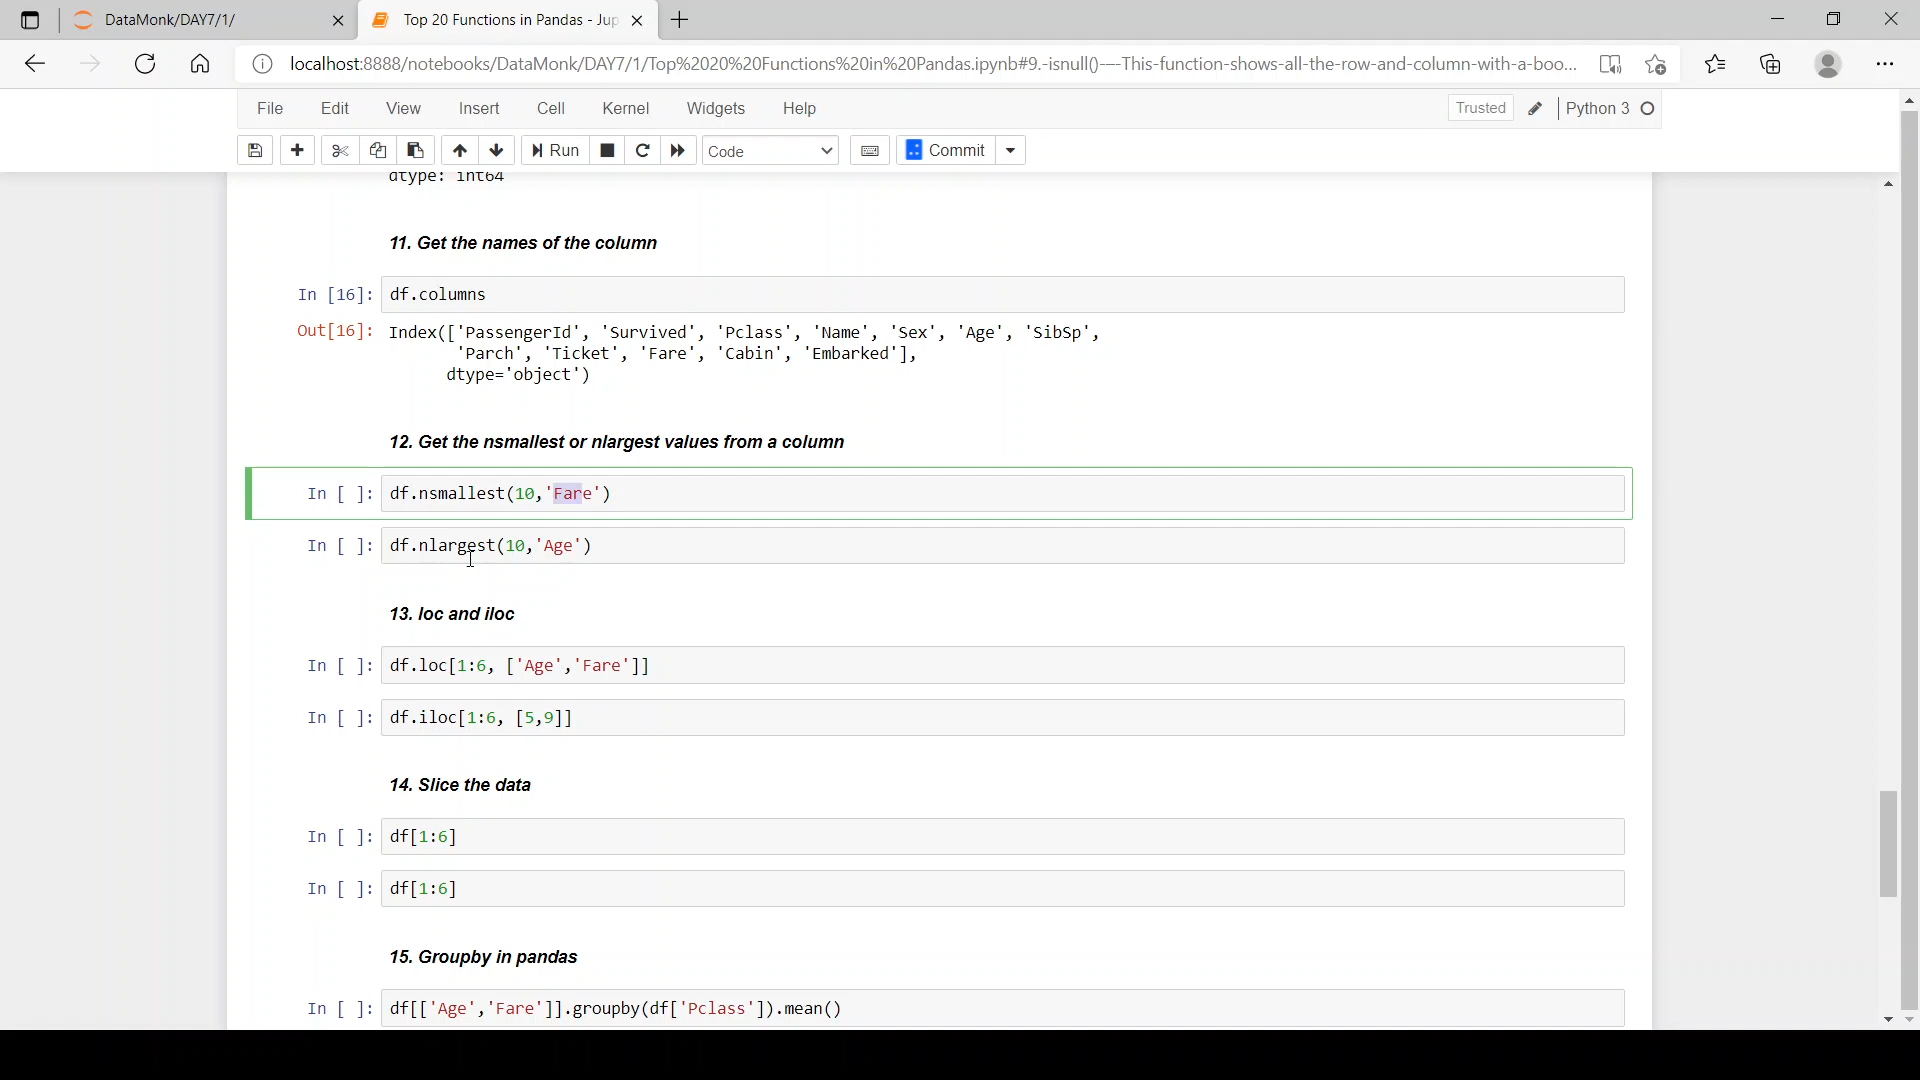 DataMonk/DAY7/1/
Top 20 Functions in Pandas - Jup
localhost:8888/notebooks/DataMonk/DAY7/1/Top%2020%20Functions%20in%20Pandas.ipynb#9.-isnull()-—-This-function-shows-all-the-row-and-column-with-a-boo...
File Edit View Insert Cell Kernel Widgets Help
Trusted
Python 3
Run
Code
Commit
dtype: int64
11. Get the names of the column
In [16]: df.columns
Out[16]: Index(['PassengerId', 'Survived', 'Pclass', 'Name', 'Sex', 'Age', 'SibSp',
'Parch', 'Ticket', 'Fare', 'Cabin', 'Embarked'],
dtype='object')
12. Get the nsmallest or nlargest values from a column
In [ ]: df.nsmallest(10,'Fare')
In [ ]: df.nlargest(10,'Age')
13. loc and iloc
In [ ]: df.loc[1:6, ['Age','Fare']]
In [ ]: df.iloc[1:6, [5,9]]
14. Slice the data
In [ ]: df[1:6]
In [ ]: df[1:6]
15. Groupby in pandas
In [ ]: df[['Age','Fare']].groupby(df['Pclass']).mean()